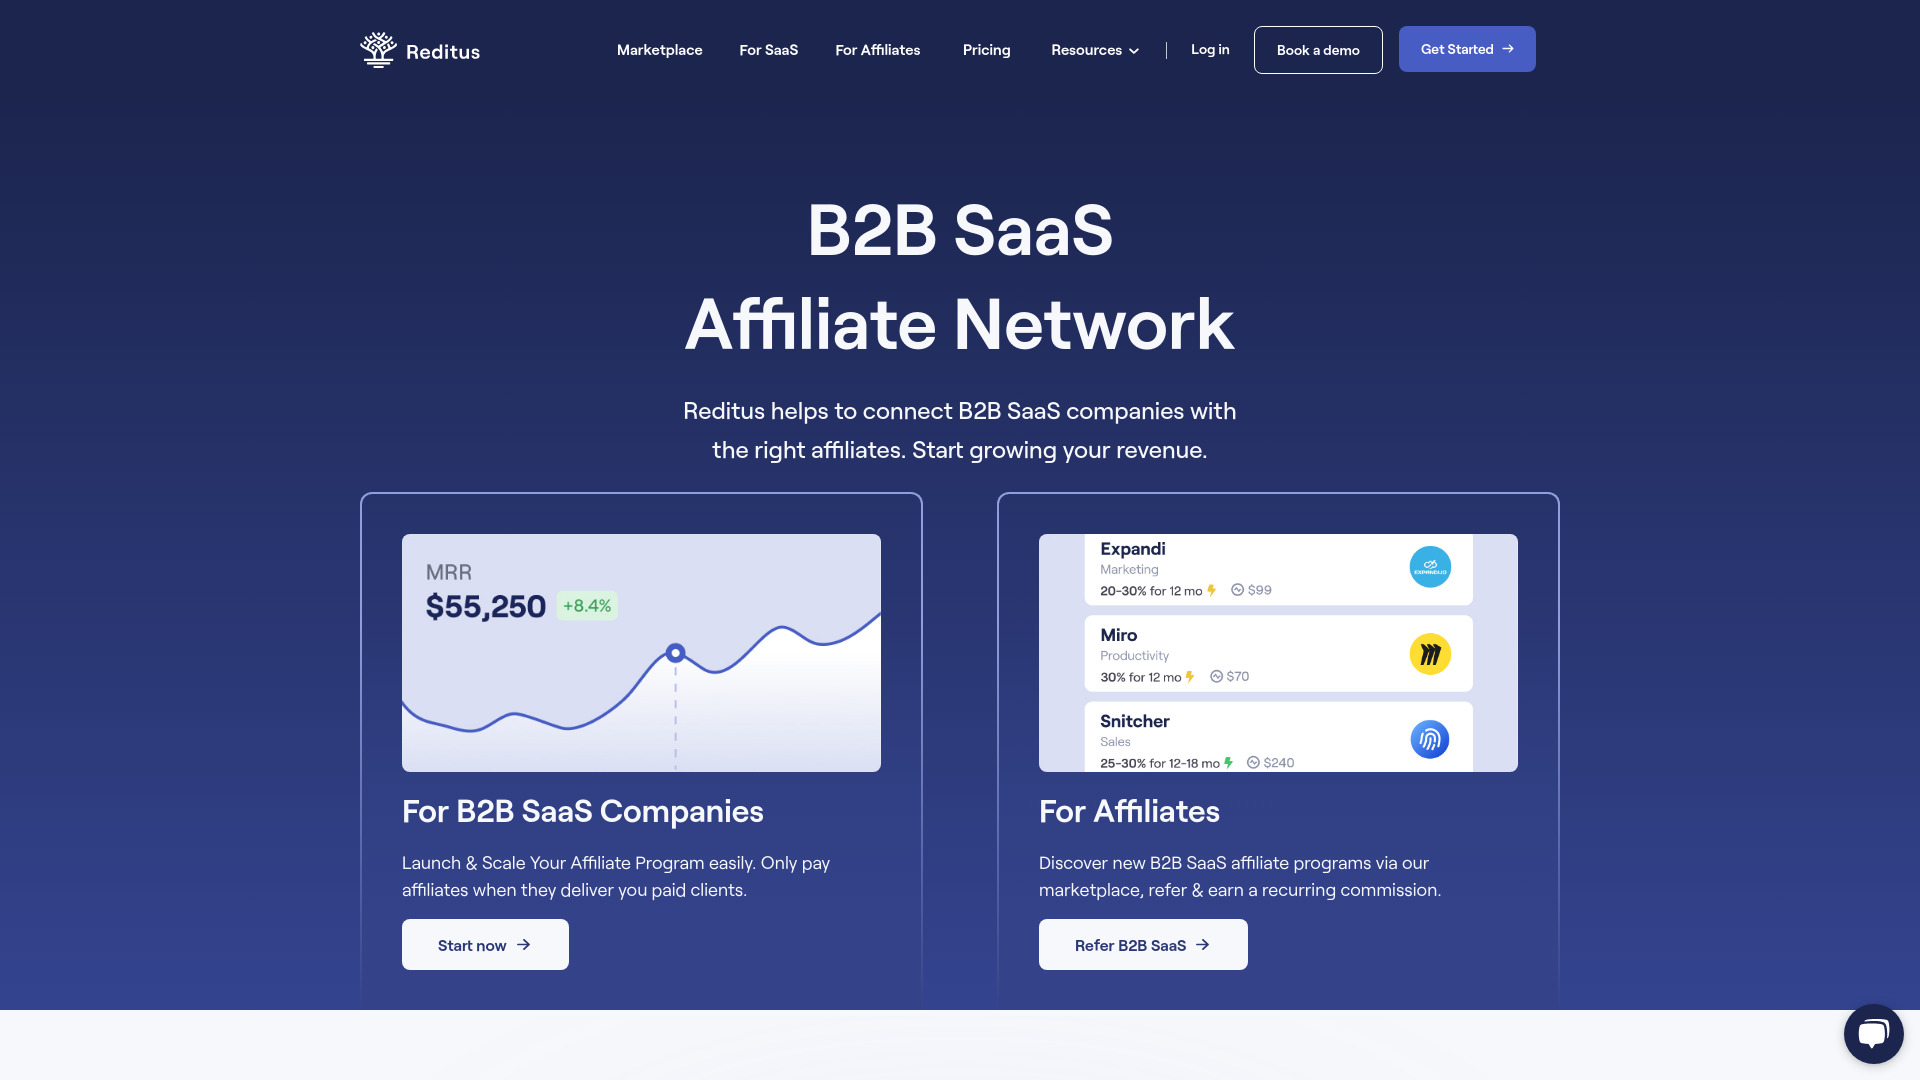 Reditus
Marketplace
For SaaS
For Affiliates
Pricing
Resources
Log in
Book a demo
Get Started
B2B SaaS
Affiliate Network
Reditus helps to connect B2B SaaS companies with
the right affiliates. Start growing your revenue.
MRR
$55,250 +8.4%
For B2B SaaS Companies
Launch & Scale Your Affiliate Program easily. Only pay
affiliates when they deliver you paid clients.
Start now
Expandi
Marketing
20-30% for 12 mo $99
EXPANDI.IO
Miro
Productivity
30% for 12 mo $70
Snitcher
Sales
25-30% for 12-18 mo $240
For Affiliates
Discover new B2B SaaS affiliate programs via our
marketplace, refer & earn a recurring commission.
Refer B2B SaaS